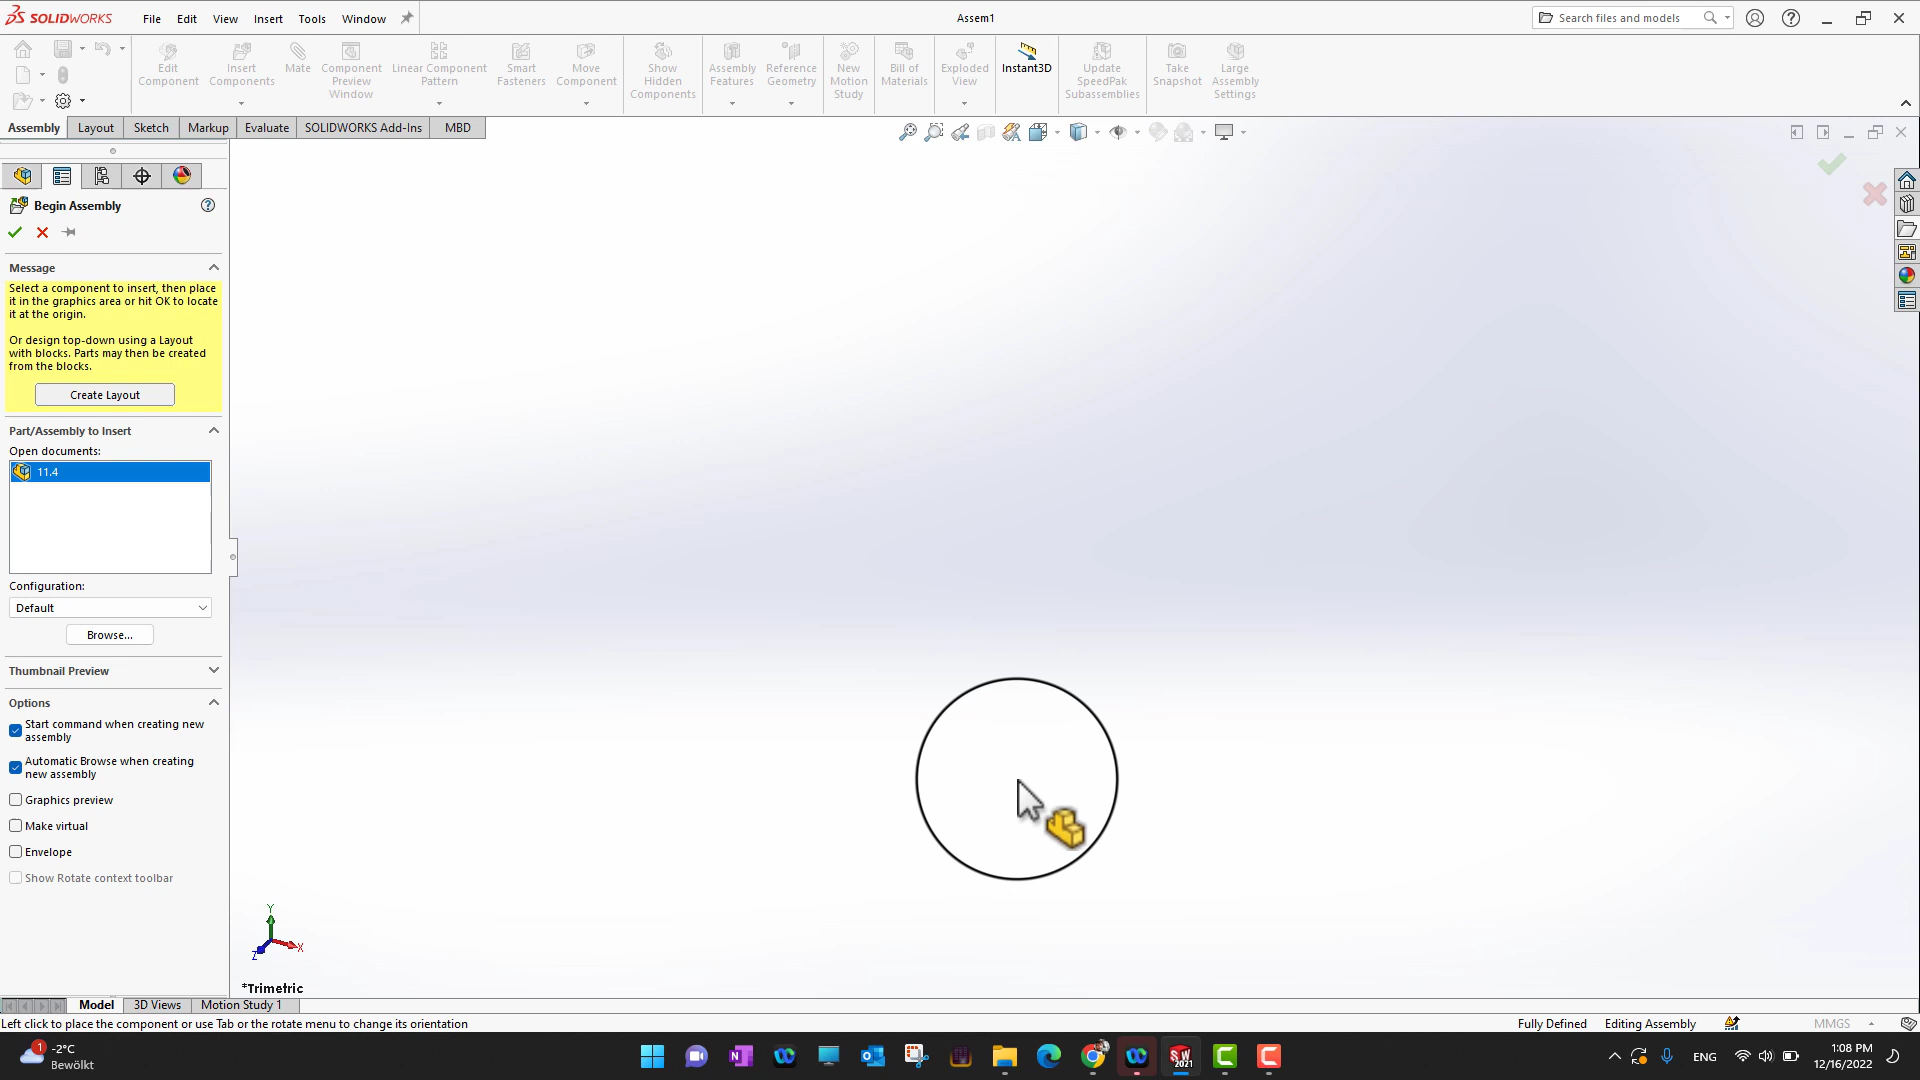 SOLIDWORKS
File Edit View Insert Tools Window
Assem1
Search files and models
Edit Component
Insert Components
Mate
Component Preview Window
Linear Component Pattern
Smart Fasteners
Move Component
Show Hidden Components
Assembly Features
Reference Geometry
New Motion Study
Bill of Materials
Exploded View
Instant3D
Update SpeedPak Subassemblies
Take Snapshot
Large Assembly Settings
Assembly Layout Sketch Markup Evaluate SOLIDWORKS Add-Ins MBD
Begin Assembly
Message
Select a component to insert, then place
it in the graphics area or hit OK to locate
it at the origin.
Or design top-down using a Layout
with blocks. Parts may then be created
from the blocks.
Create Layout
Part/Assembly to Insert
Open documents:
11.4
Configuration:
Default
Browse...
Thumbnail Preview
Options
Start command when creating new
assembly
Automatic Browse when creating
new assembly
Graphics preview
Make virtual
Envelope
Show Rotate context toolbar
Y
X
Z
*Trimetric
Model 3D Views Motion Study 1
Left click to place the component or use Tab or the rotate menu to change its orientation
Fully Defined Editing Assembly MMGS
1
-2°C
Bewölkt
SW
2021
ENG
1:08 PM
12/16/2022